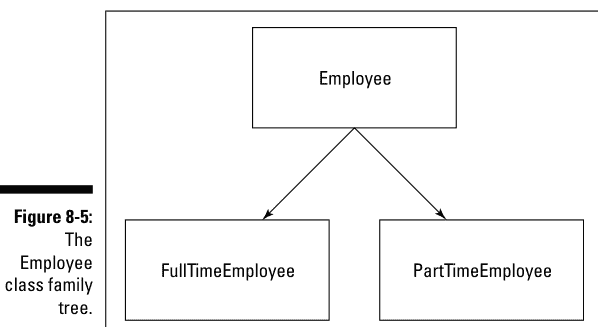 Employee
Figure 8-5:
The
Employee
class family
tree.
FullTimeEmployee
PartTimeEmployee